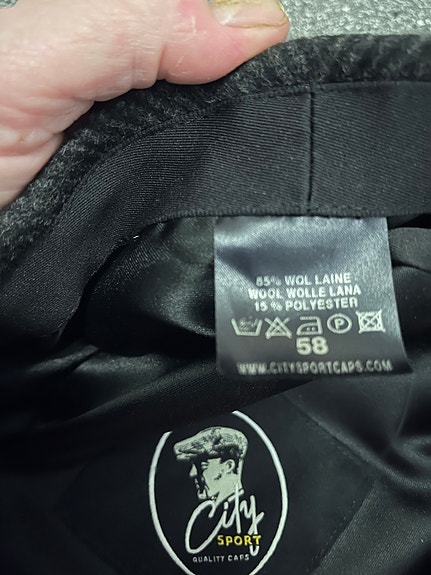 85% WOL LAINE
WOOL WOLLE LANA
15 % POLYESTER
P
58
WWW.CITYSPORTCAPS.COM
City
SPORT
QUALITY CAPS